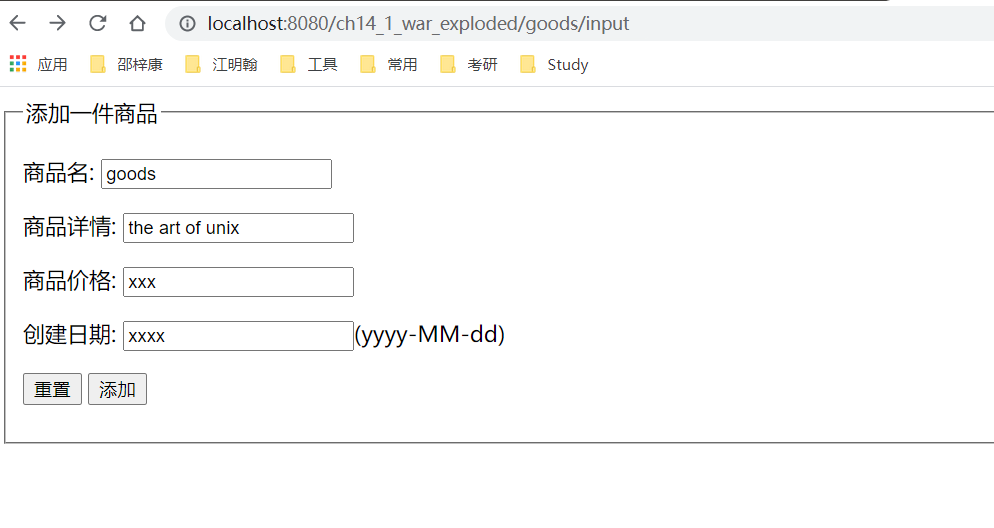 localhost:8080/ch14_1_war_exploded/goods/input
应用 邵梓康 江明翰 工具 常用 考研 Study
添加一件商品
商品名: goods
商品详情: the art of unix
商品价格: xxx
创建日期: xxxx (yyyy-MM-dd)
重置 添加